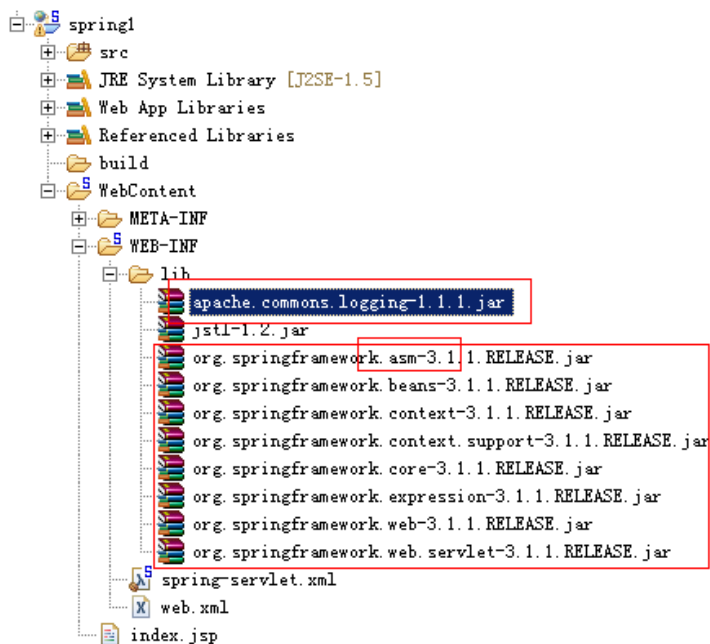 spring1
src
JRE System Library [J2SE-1.5]
Web App Libraries
Referenced Libraries
build
WebContent
META-INF
WEB-INF
lib
apache.commons.logging-1.1.1.jar
jstl-1.2.jar
org.springframework.asm-3.1.1.RELEASE.jar
org.springframework.beans-3.1.1.RELEASE.jar
org.springframework.context-3.1.1.RELEASE.jar
org.springframework.context.support-3.1.1.RELEASE.jar
org.springframework.core-3.1.1.RELEASE.jar
org.springframework.expression-3.1.1.RELEASE.jar
org.springframework.web-3.1.1.RELEASE.jar
org.springframework.web.servlet-3.1.1.RELEASE.jar
spring-servlet.xml
web.xml
index.jsp